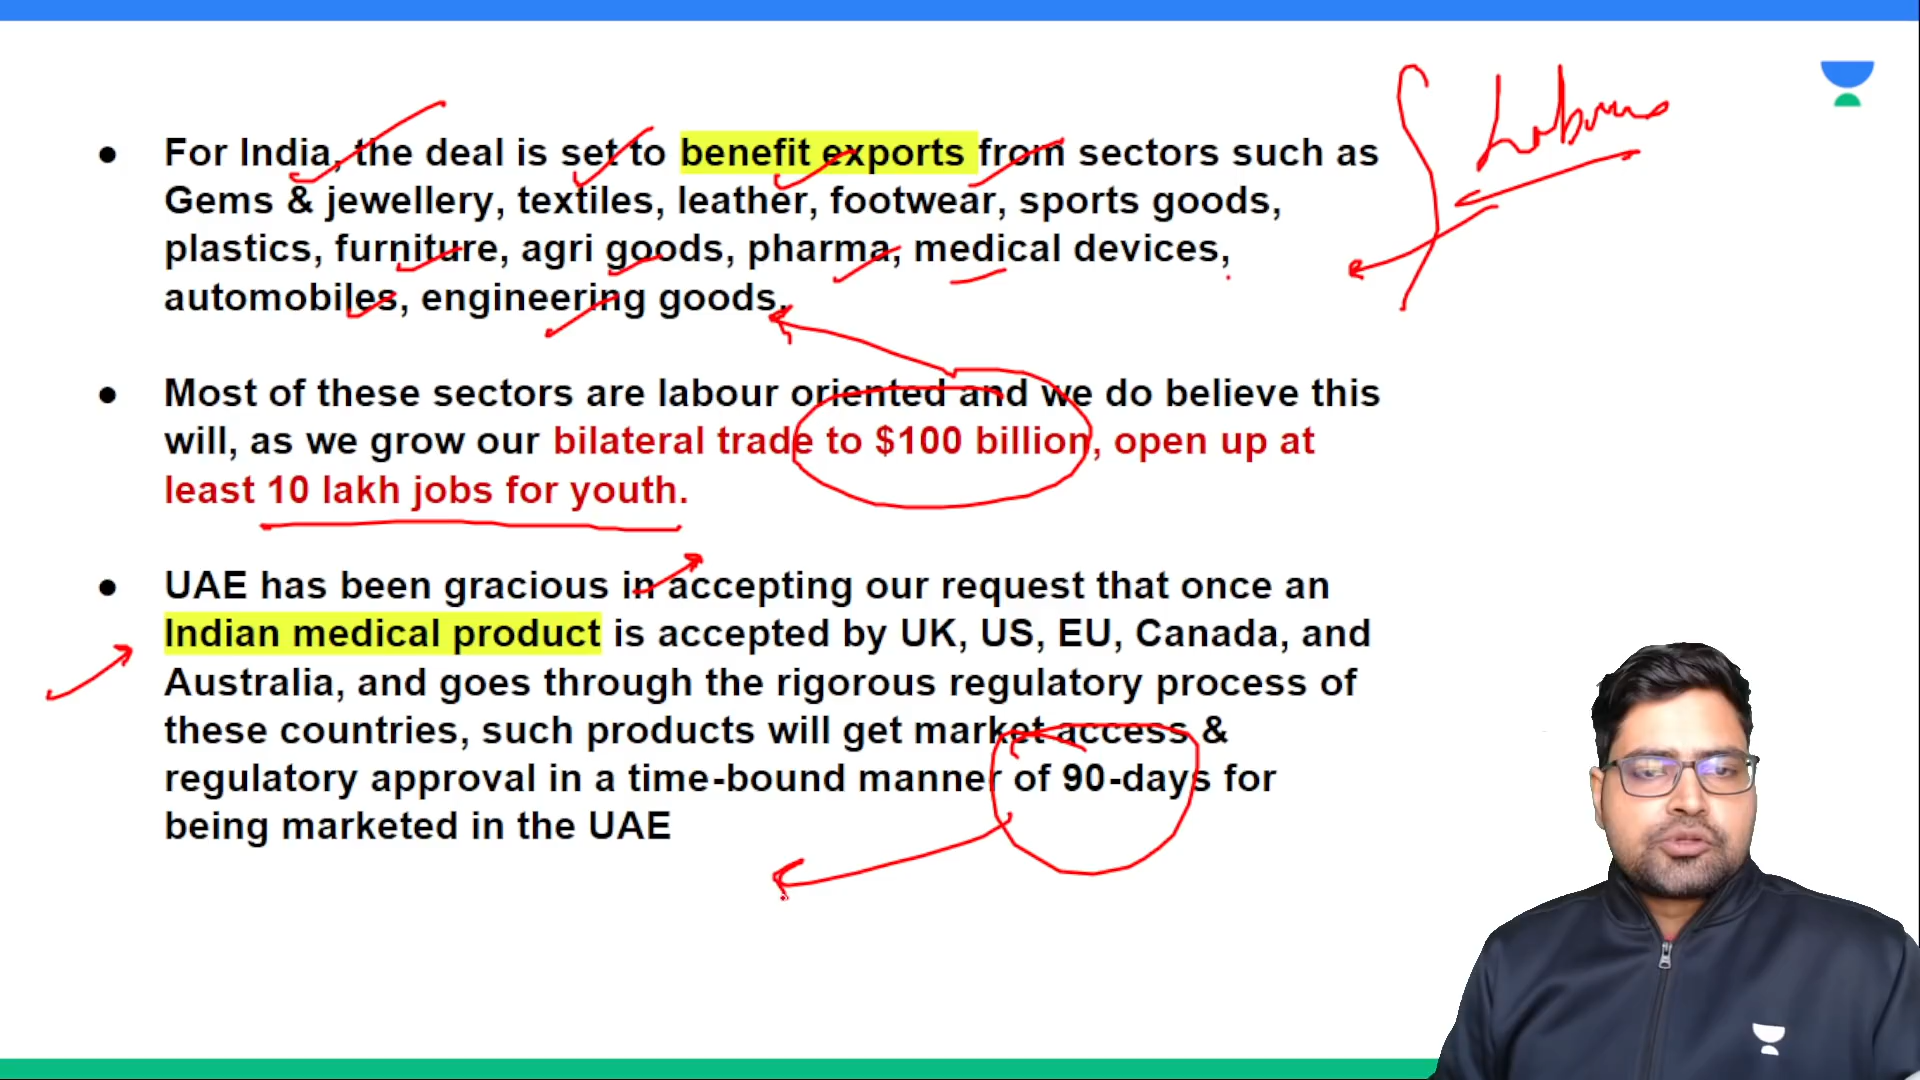 For India, the deal is set to benefit exports from sectors such as
Gems & jewellery, textiles, leather, footwear, sports goods,
plastics, furniture, agri goods, pharma, medical devices,
automobiles, engineering goods.
Labour
Most of these sectors are labour oriented and we do believe this
will, as we grow our bilateral trade to $100 billion, open up at
least 10 lakh jobs for youth.
UAE has been gracious in accepting our request that once an
Indian medical product is accepted by UK, US, EU, Canada, and
Australia, and goes through the rigorous regulatory process of
these countries, such products will get market access &
regulatory approval in a time-bound manner of 90-days for
being marketed in the UAE